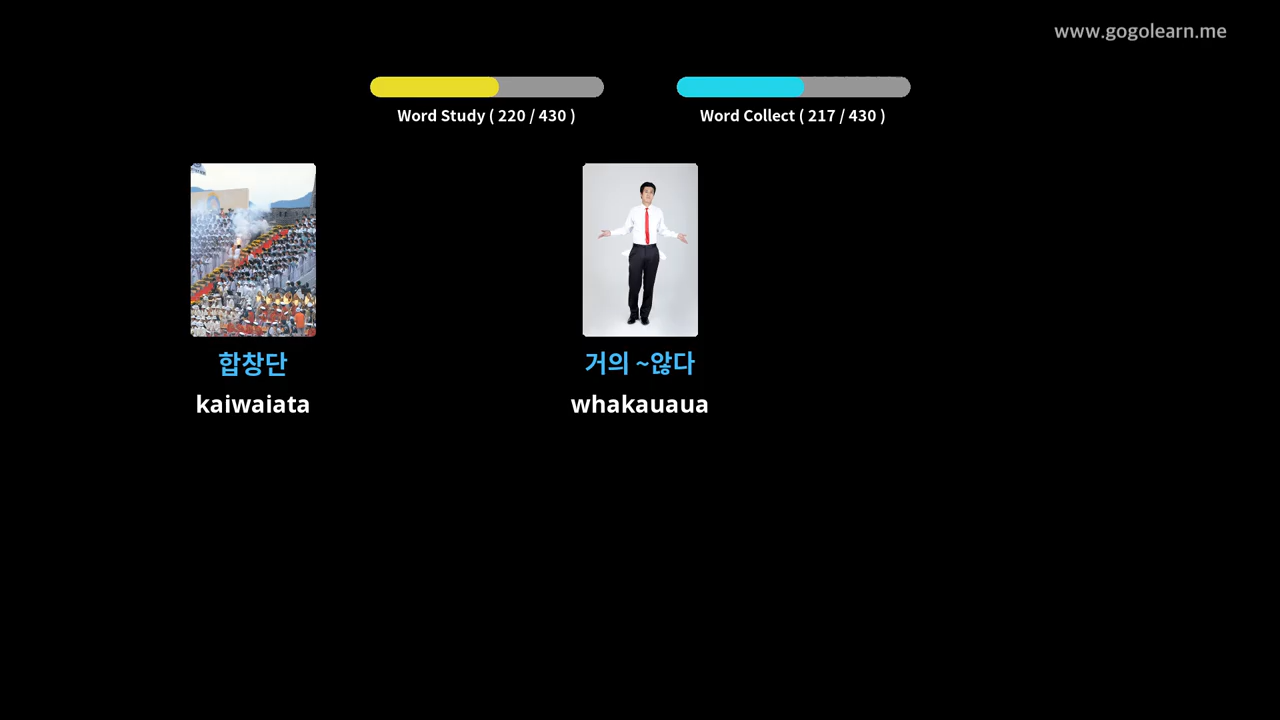 www.gogolearn.me
Word Study ( 220 / 430 )
Word Collect ( 217 / 430 )
합창단
kaiwaiata
거의 ~않다
whakauaua